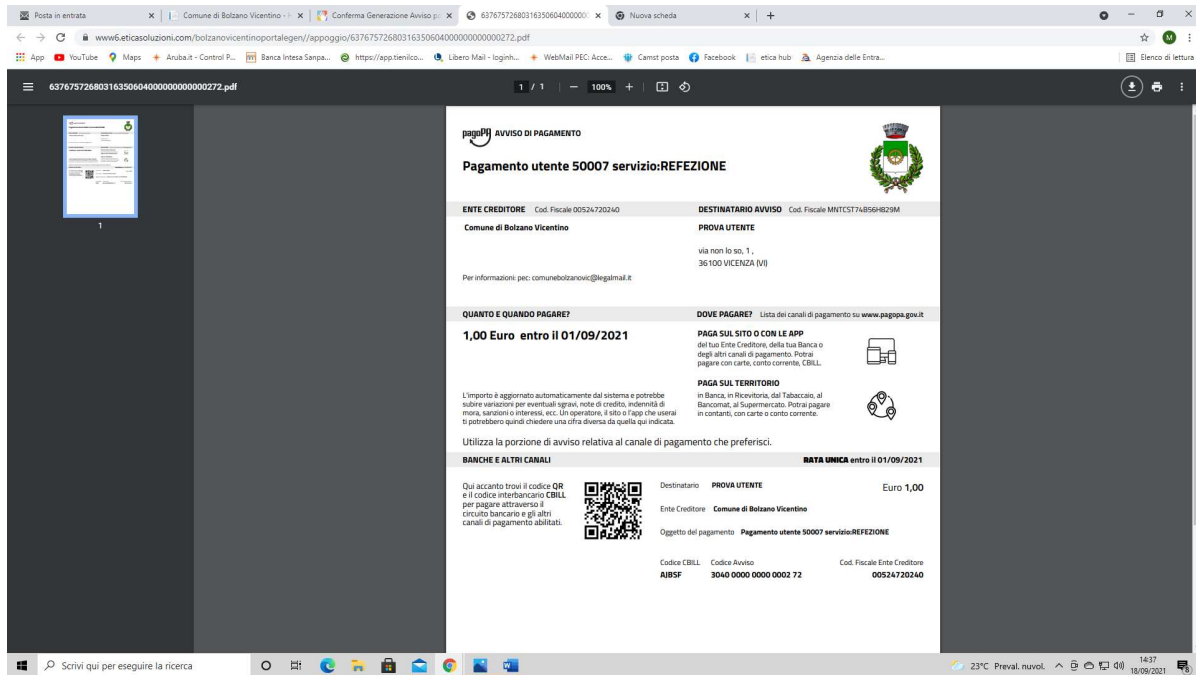 Posta in entrata
Comune di Bolzano Vicentino -
Conferma Generazione Avviso pa
63767572680316350604000000
Nuova scheda
www6.eticasoluzioni.com/bolzanovicentinoportalegen//appoggio/63767572680316350604000000000000272.pdf
App YouTube Maps Aruba.it - Control P... Banca Intesa Sanpa... https://app.tienilco... Libero Mail - loginh... WebMail PEC: Acce... Camst posta Facebook etica hub Agenzia delle Entra... Elenco di lettura
63767572680316350604000000000000272.pdf
1 / 1 — 100% +
1
pagoPA AVVISO DI PAGAMENTO
Pagamento utente 50007 servizio:REFEZIONE
ENTE CREDITORE Cod. Fiscale 00524720240
DESTINATARIO AVVISO Cod. Fiscale MNTCST74B56H829M
Comune di Bolzano Vicentino
PROVA UTENTE
via non lo so, 1 ,
36100 VICENZA (VI)
Per informazioni: pec: comunebolzanovic@legalmail.it
QUANTO E QUANDO PAGARE?
DOVE PAGARE? Lista dei canali di pagamento su www.pagopa.gov.it
1,00 Euro entro il 01/09/2021
PAGA SUL SITO O CON LE APP
del tuo Ente Creditore, della tua Banca o
degli altri canali di pagamento. Potrai
pagare con carte, conto corrente, CBILL.
PAGA SUL TERRITORIO
in Banca, in Ricevitoria, dal Tabaccaio, al
Bancomat, al Supermercato. Potrai pagare
in contanti, con carte o conto corrente.
L'importo è aggiornato automaticamente dal sistema e potrebbe
subire variazioni per eventuali sgravi, note di credito, indennità di
mora, sanzioni o interessi, ecc. Un operatore, il sito o l'app che userai
ti potrebbero quindi chiedere una cifra diversa da quella qui indicata.
Utilizza la porzione di avviso relativa al canale di pagamento che preferisci.
BANCHE E ALTRI CANALI
RATA UNICA entro il 01/09/2021
Qui accanto trovi il codice QR
e il codice interbancario CBILL
per pagare attraverso il
circuito bancario e gli altri
canali di pagamento abilitati.
Destinatario PROVA UTENTE
Euro 1,00
Ente Creditore Comune di Bolzano Vicentino
Oggetto del pagamento Pagamento utente 50007 servizio:REFEZIONE
Codice CBILL Codice Avviso Cod. Fiscale Ente Creditore
AJBSF 3040 0000 0000 0002 72 00524720240
Scrivi qui per eseguire la ricerca
23°C Preval. nuvol.
14:37
18/09/2021